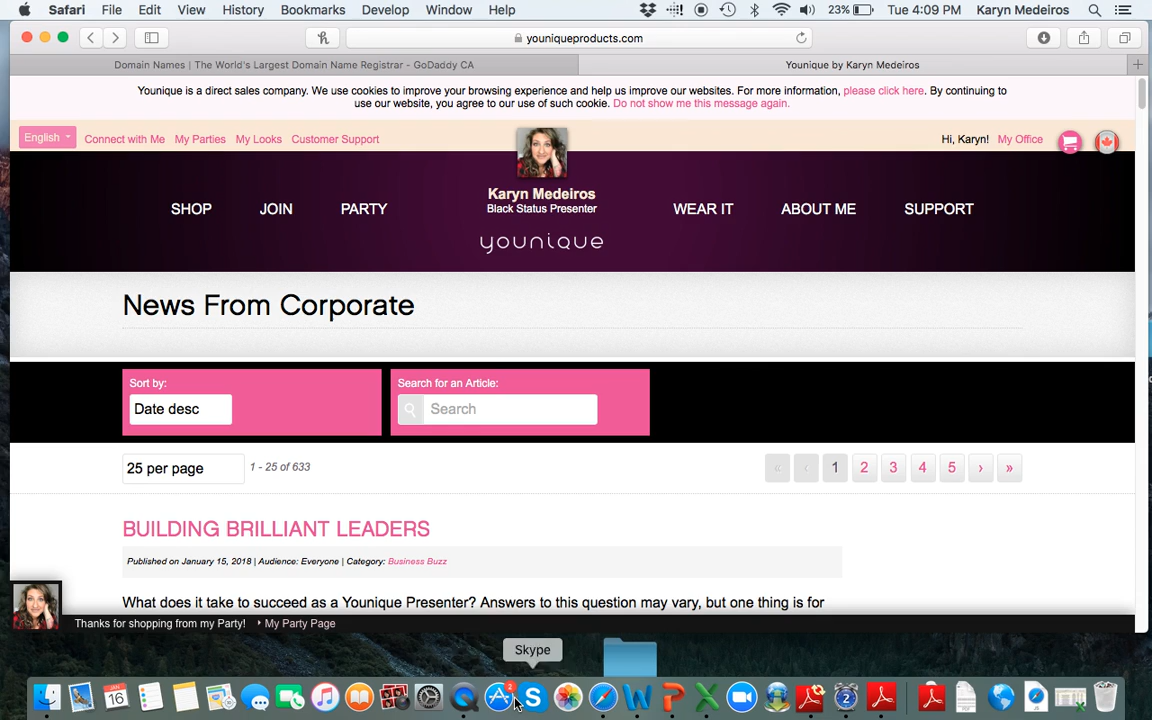 Safari File Edit View History Bookmarks Develop Window Help 23% Tue 4:09 PM Karyn Medeiros
youniqueproducts.com
Domain Names | The World's Largest Domain Name Registrar - GoDaddy CA Younique by Karyn Medeiros
Younique is a direct sales company. We use cookies to improve your browsing experience and help us improve our websites. For more information, please click here. By continuing to
use our website, you agree to our use of such cookie. Do not show me this message again.
English Connect with Me My Parties My Looks Customer Support Hi, Karyn! My Office
Karyn Medeiros
Black Status Presenter
SHOP JOIN PARTY WEAR IT ABOUT ME SUPPORT
younique
News From Corporate
Sort by: Search for an Article:
Date desc Search
25 per page 1 - 25 of 633 « ‹ 1 2 3 4 5 › »
BUILDING BRILLIANT LEADERS
Published on January 15, 2018 | Audience: Everyone | Category: Business Buzz
What does it take to succeed as a Younique Presenter? Answers to this question may vary, but one thing is for
Thanks for shopping from my Party! My Party Page
Skype
JAN
16
2
2